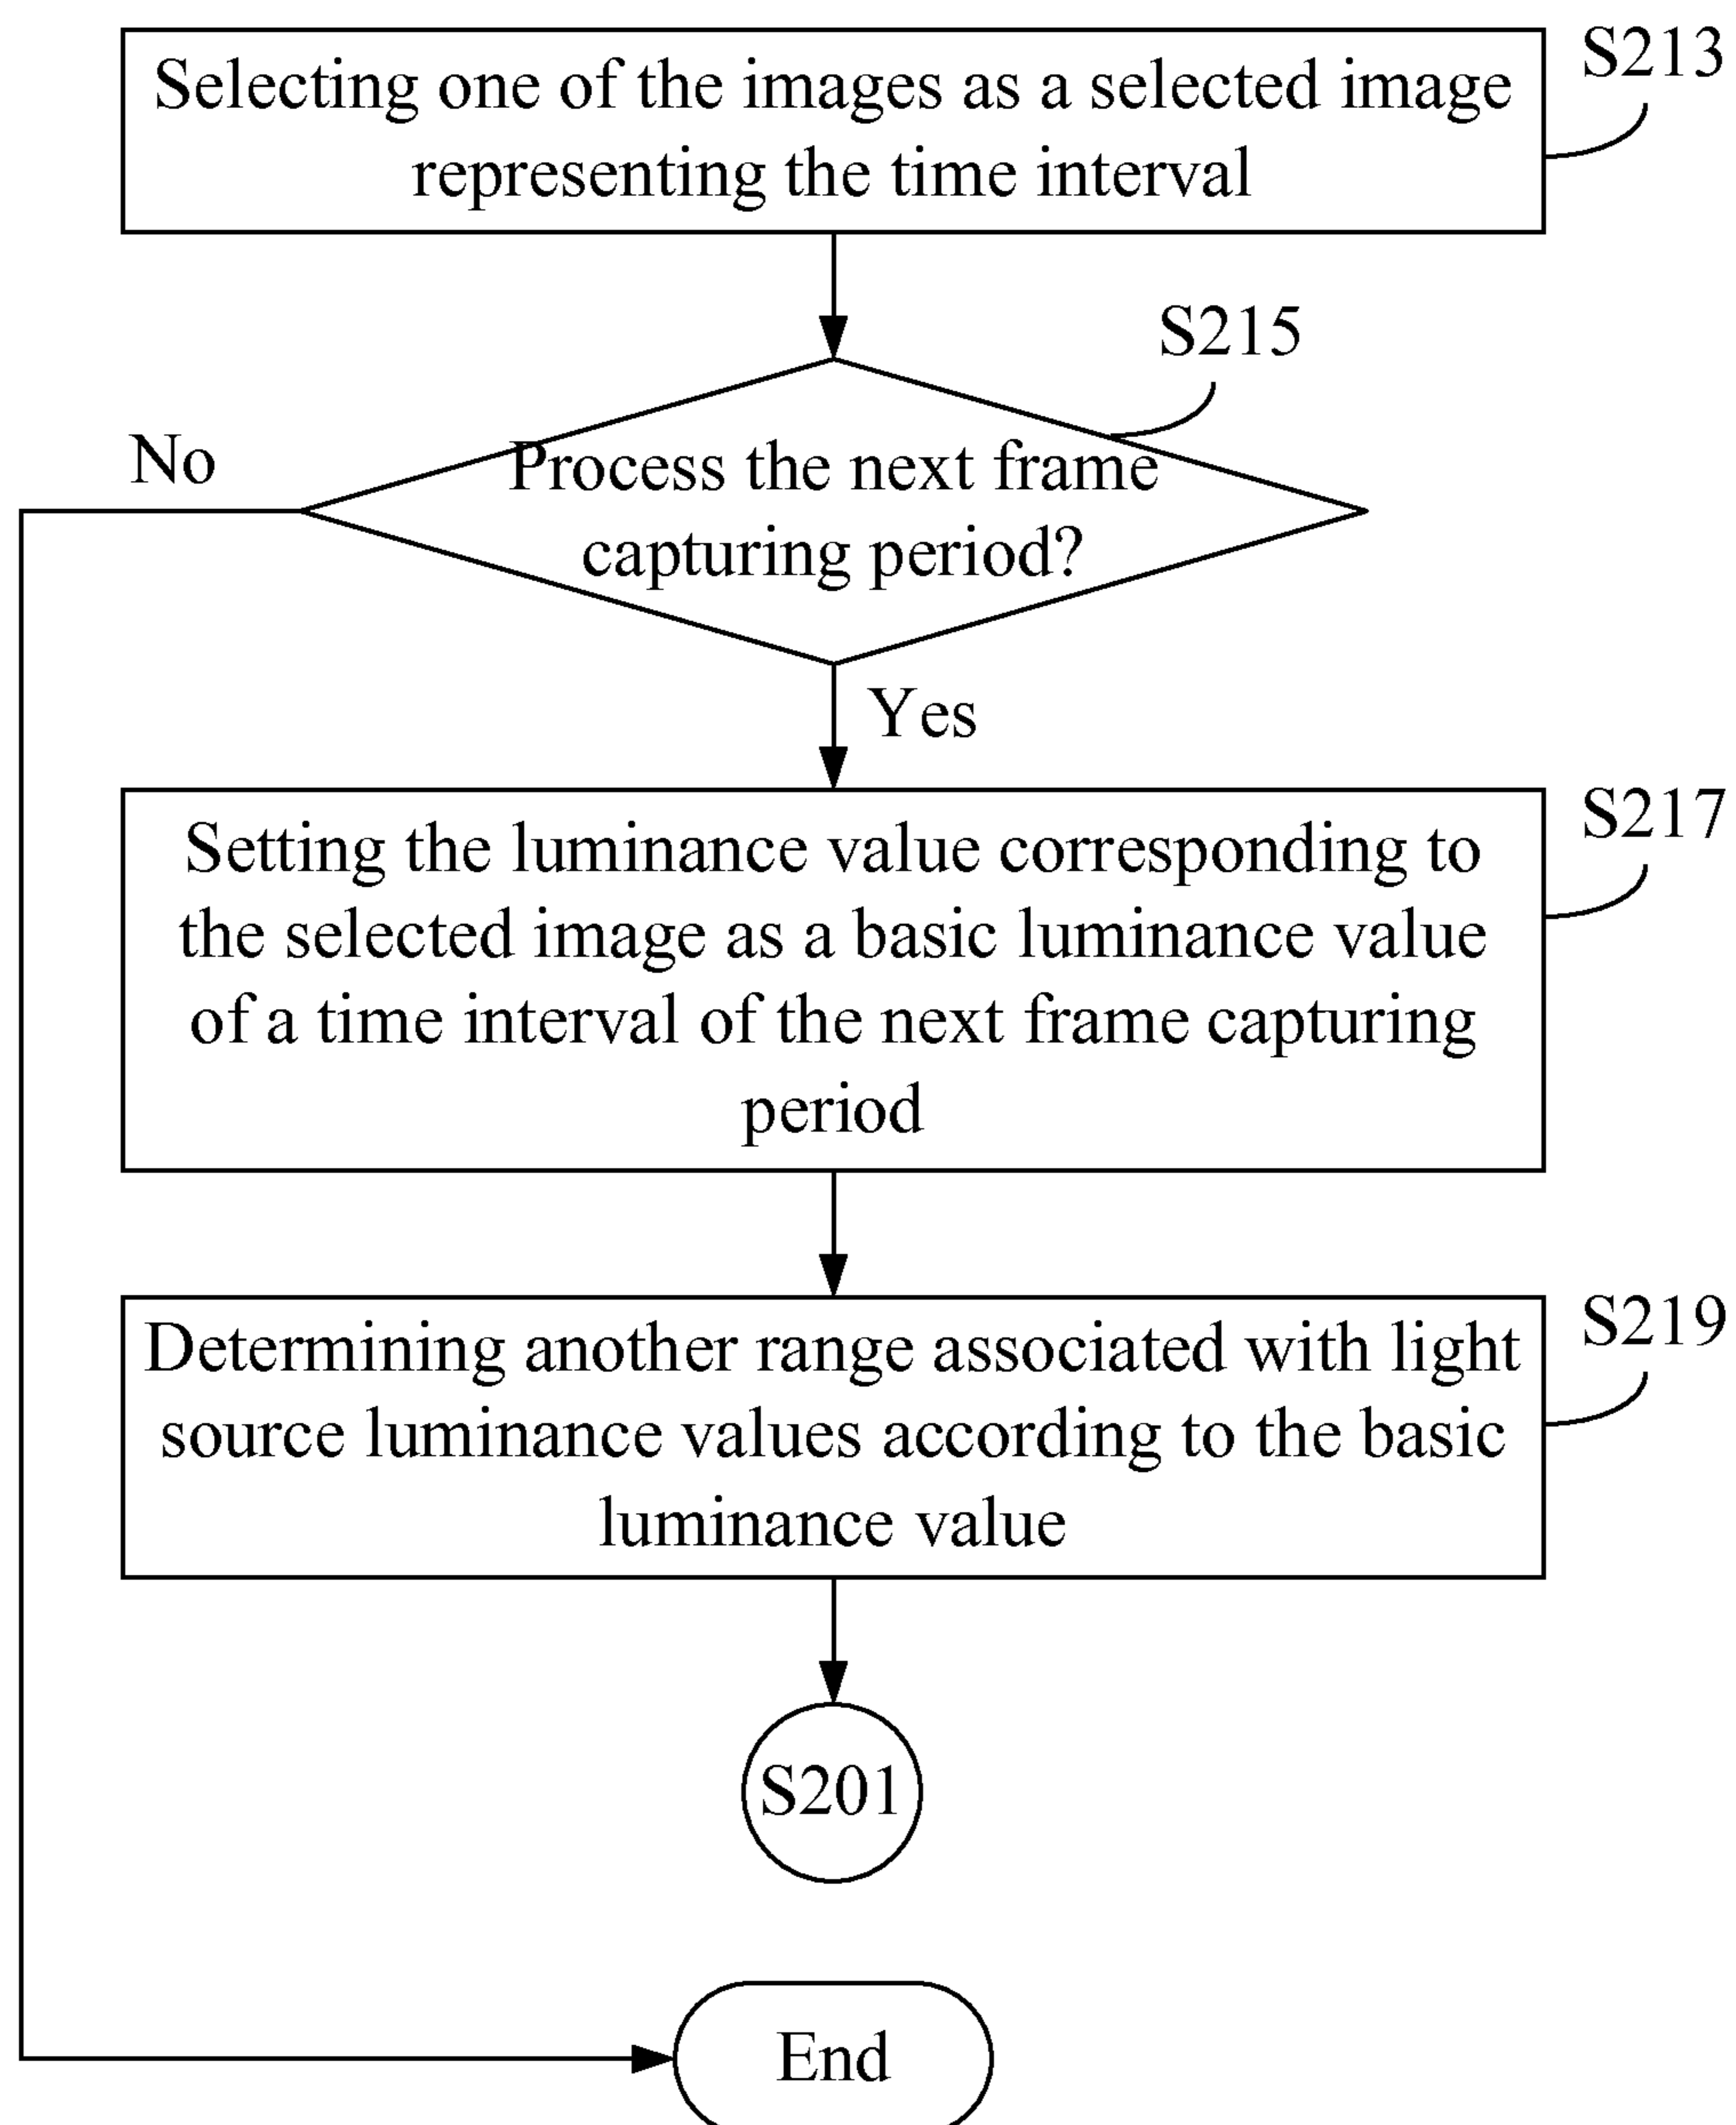 S213
Selecting one of the images as a selected image
representing the time interval
S215
No
Process the next frame
capturing period?
Yes
S217
Setting the luminance value corresponding to
the selected image as a basic luminance value
of a time interval of the next frame capturing
period
S219
Determining another range associated with light
source luminance values according to the basic
luminance value
S201
End